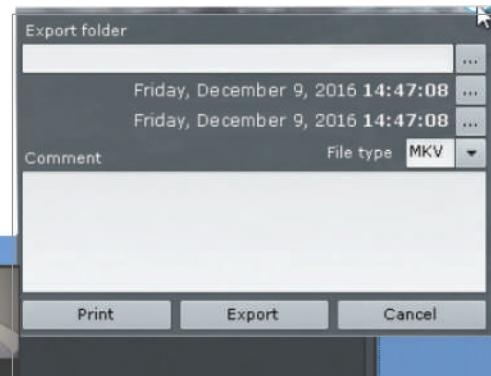 Export folder
...
Friday, December 9, 2016 14:47:08 ...
Friday, December 9, 2016 14:47:08 ...
Comment File type MKV
Print Export Cancel